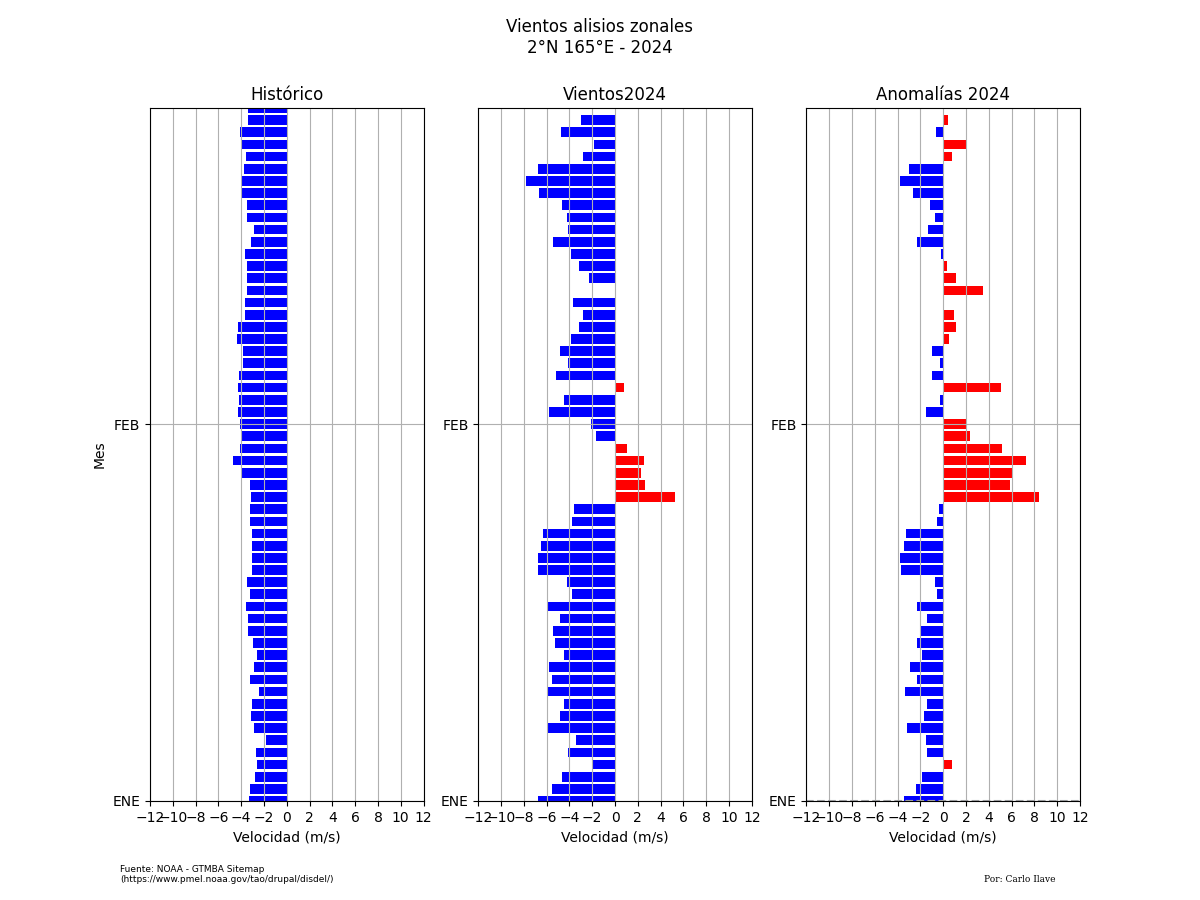 Vientos alisios zonales
2°N 165°E - 2024
Histórico
Vientos2024
Anomalías 2024
FEB
FEB
FEB
Mes
ENE
ENE
ENE
−12 −10 −8 −6 −4 −2 0 2 4 6 8 10 12
−12 −10 −8 −6 −4 −2 0 2 4 6 8 10 12
−12 −10 −8 −6 −4 −2 0 2 4 6 8 10 12
Velocidad (m/s)
Velocidad (m/s)
Velocidad (m/s)
Fuente: NOAA - GTMBA Sitemap
(https://www.pmel.noaa.gov/tao/drupal/disdel/)
Por: Carlo Ilave